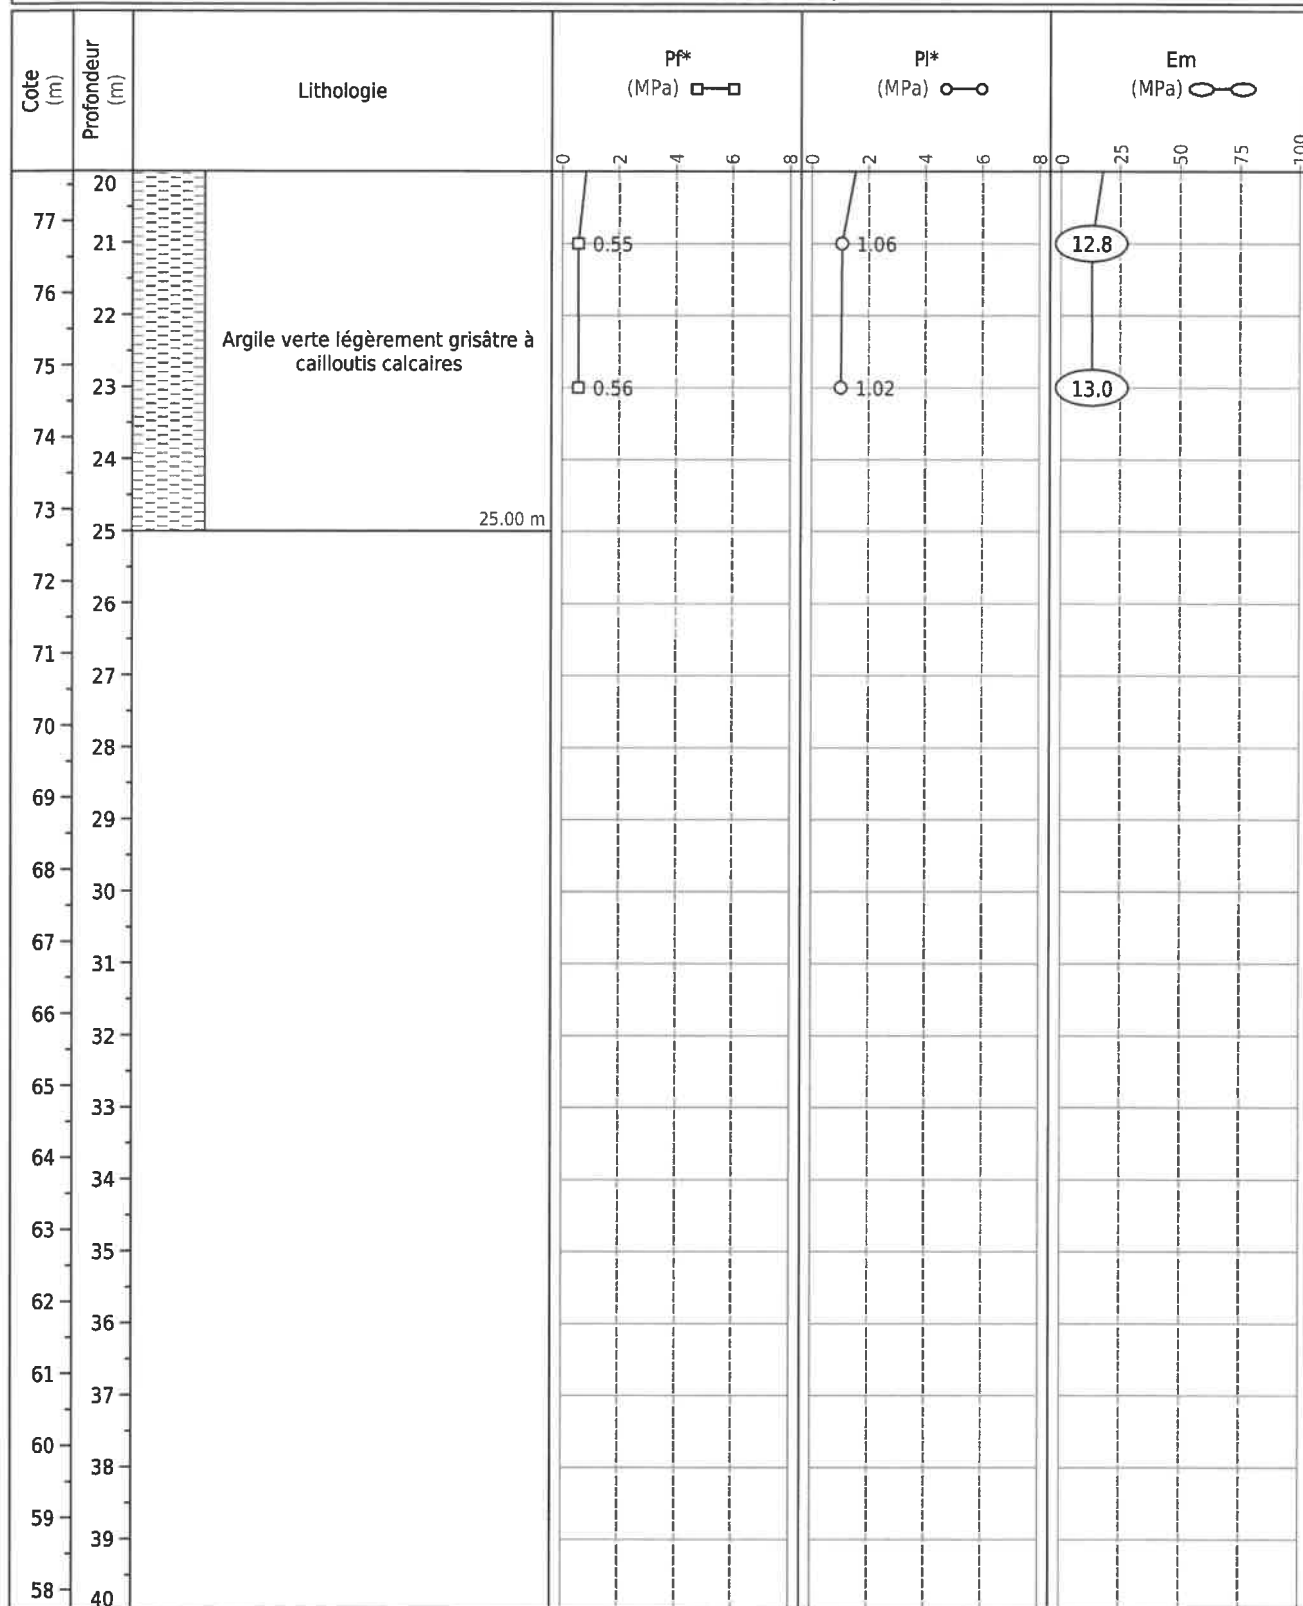 Cote
(m)
Profondeur
(m)
Lithologie
Pf*
(MPa)
Pl*
(MPa)
Em
(MPa)
0 2 4 6 8
0 2 4 6 8
0 25 50 75 100
20
77
21
0.55
1.06
12.8
76
22
Argile verte légèrement grisâtre à
cailloutis calcaires
75
23
0.56
1.02
13.0
74
24
73
25.00 m
25
72
26
71
27
70
28
69
29
68
30
67
31
66
32
65
33
64
34
63
35
62
36
61
37
60
38
59
39
58
40